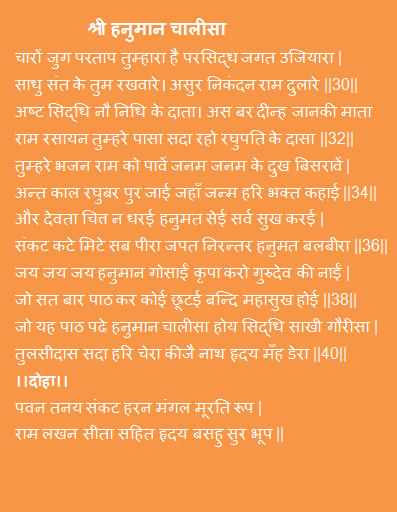 श्री हनुमान चालीसा
चारों जुग परताप तुम्हारा है परसिद्ध जगत उजियारा |
साधु संत के तुम रखवारे। असुर निकंदन राम दुलारे ||30||
अष्ट सिद्धि नौ निधि के दाता। अस बर दीन्ह जानकी माता
राम रसायन तुम्हरे पासा सदा रहो रघुपति के दासा ||32||
तुम्हरे भजन राम को पावें जनम जनम के दुख बिसरावें |
अन्त काल रघुबर पुर जाई जहाँ जन्म हरि भक्त कहाई ||34||
और देवता चित्त न धरई हनुमत सेई सर्व सुख करई |
संकट कटे मिटे सब पीरा जपत निरन्तर हनुमत बलबीरा ||36||
जय जय जय हनुमान गोसाईं कृपा करो गुरुदेव की नाईं |
जो सत बार पाठ कर कोई छूटई बन्दि महासुख होई ||38||
जो यह पाठ पढे हनुमान चालीसा होय सिद्धि साखी गौरीसा |
तुलसीदास सदा हरि चेरा कीजै नाथ हृदय मँह डेरा ||40||
।।दोहा।।
पवन तनय संकट हरन मंगल मूरति रूप |
राम लखन सीता सहित हृदय बसहु सुर भूप ||